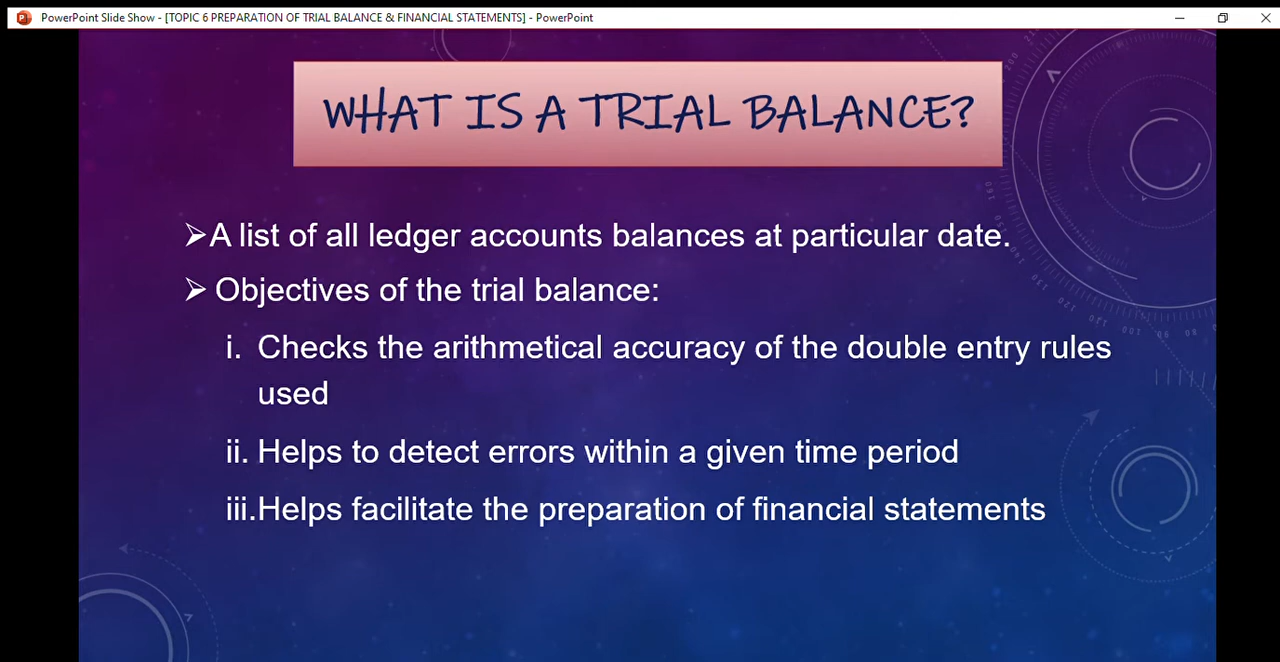 PowerPoint Slide Show - [TOPIC 6 PREPARATION OF TRIAL BALANCE & FINANCIAL STATEMENTS] - PowerPoint
WHAT IS A TRIAL BALANCE?
➢A list of all ledger accounts balances at particular date.
➢ Objectives of the trial balance:
i. Checks the arithmetical accuracy of the double entry rules
used
ii. Helps to detect errors within a given time period
iii.Helps facilitate the preparation of financial statements